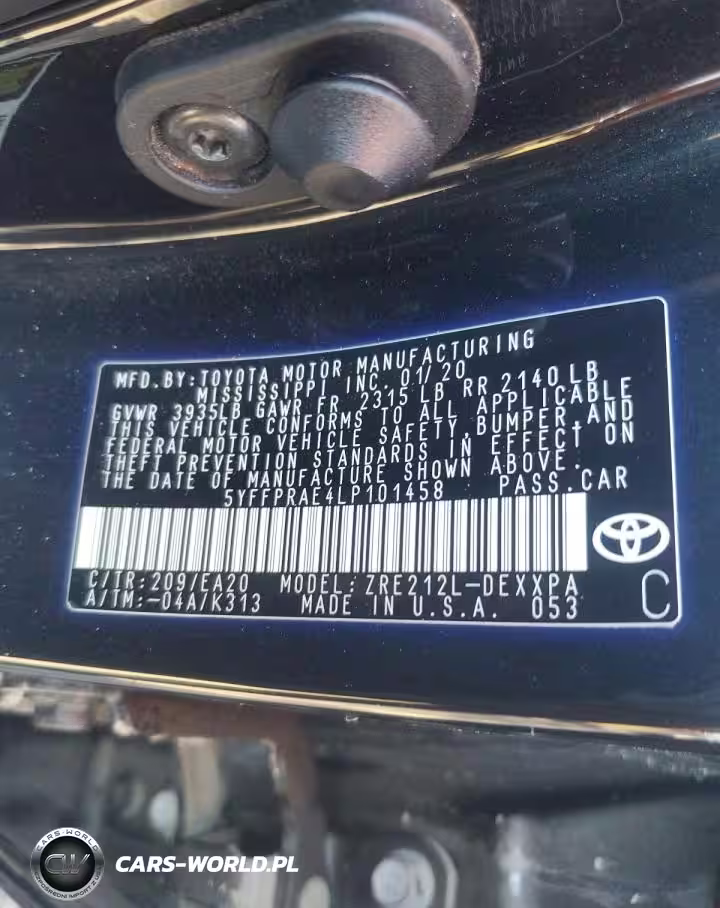 MFD.BY:TOYOTA MOTOR MANUFACTURING
MISSISSIPPI INC. 01/20
GVWR 3935LB GAWR FR 2315 LB RR 2140 LB
THIS VEHICLE CONFORMS TO ALL APPLICABLE
FEDERAL MOTOR VEHICLE SAFETY, BUMPER, AND
THEFT PREVENTION STANDARDS IN EFFECT ON
THE DATE OF MANUFACTURE SHOWN ABOVE.
5YFFPRAE4LP101458 PASS.CAR
C/TR:209/EA20 MODEL:ZRE212L-DEXXPA
A/TM:-04A/K313 MADE IN U.S.A. 053
C
CARS-WORLD
CW
CARS-WORLD.PL